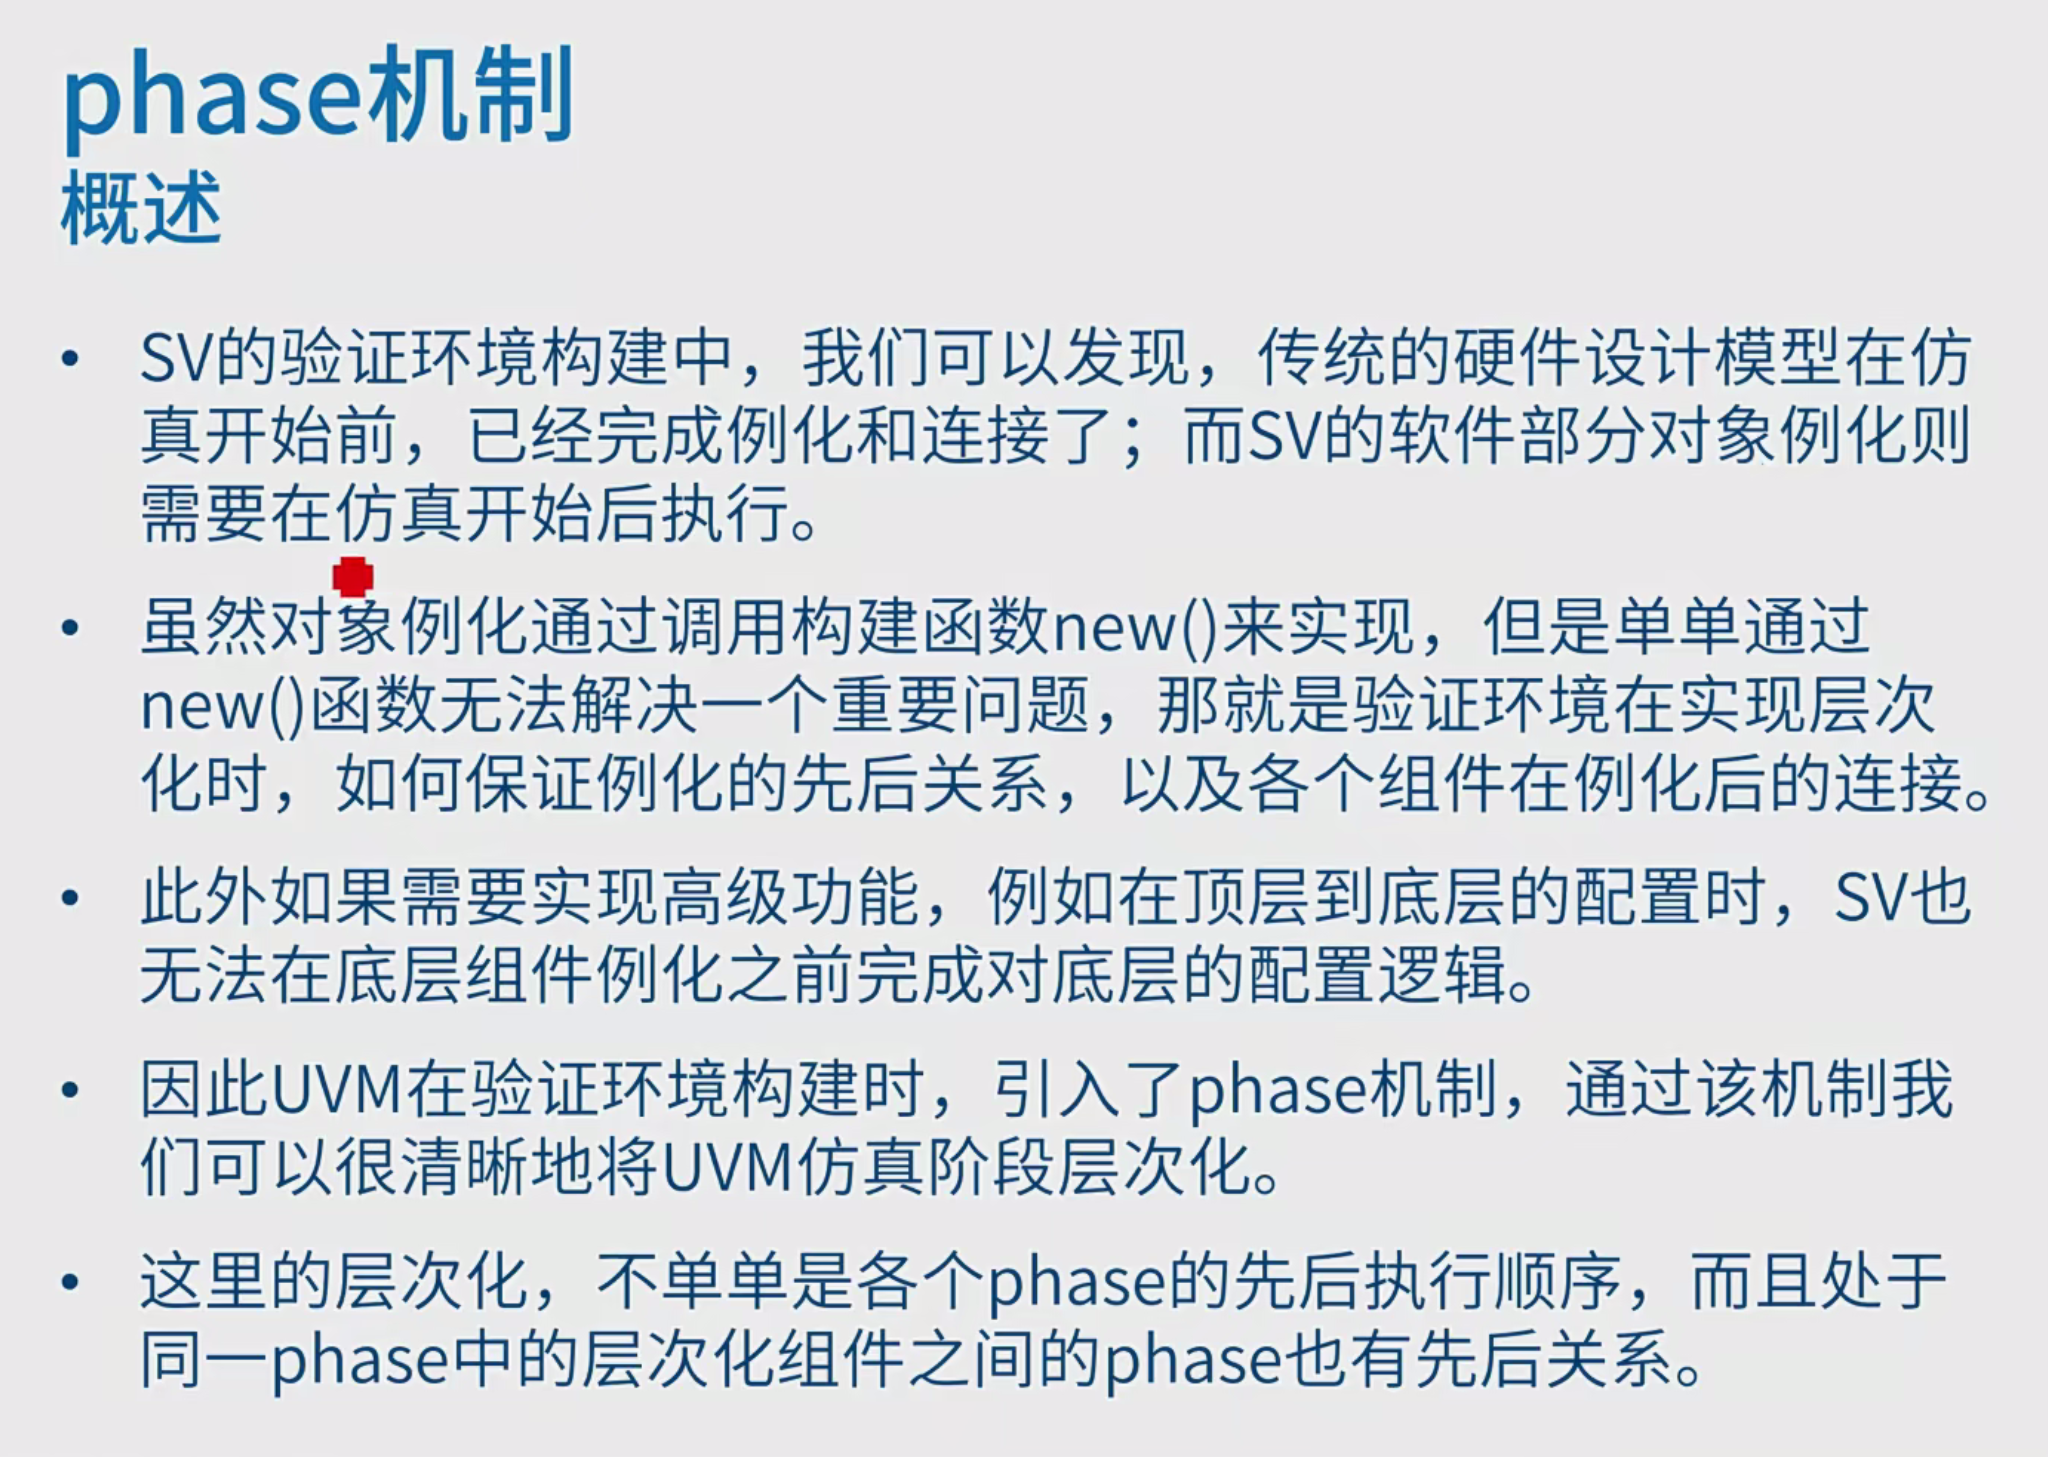 phase机制
概述
• SV的验证环境构建中，我们可以发现，传统的硬件设计模型在仿
真开始前，已经完成例化和连接了；而SV的软件部分对象例化则
需要在仿真开始后执行。
• 虽然对象例化通过调用构建函数new()来实现，但是单单通过
new()函数无法解决一个重要问题，那就是验证环境在实现层次
化时，如何保证例化的先后关系，以及各个组件在例化后的连接。
• 此外如果需要实现高级功能，例如在顶层到底层的配置时，SV也
无法在底层组件例化之前完成对底层的配置逻辑。
• 因此UVM在验证环境构建时，引入了phase机制，通过该机制我
们可以很清晰地将UVM仿真阶段层次化。
• 这里的层次化，不单单是各个phase的先后执行顺序，而且处于
同一phase中的层次化组件之间的phase也有先后关系。